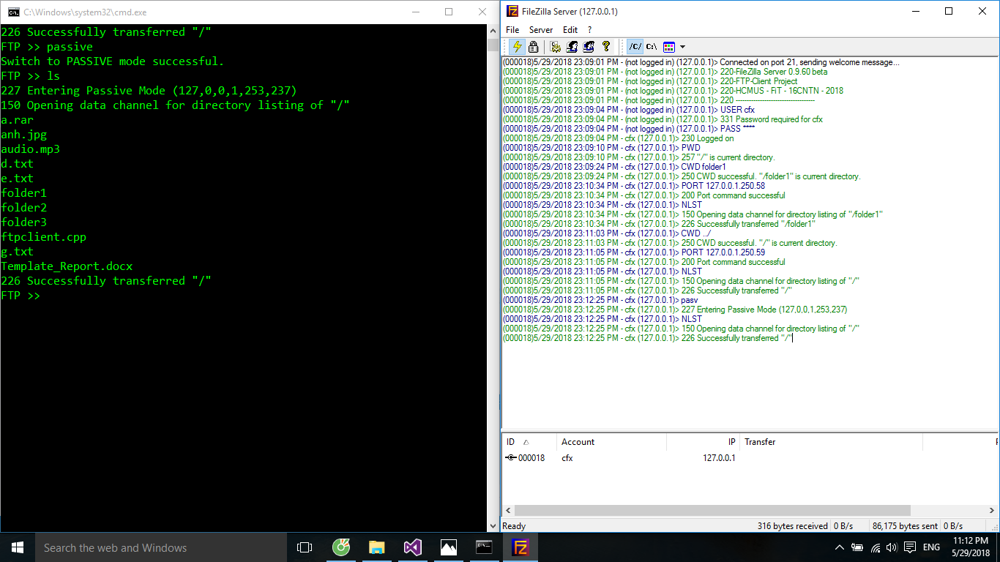 C:\Windows\system32\cmd.exe
226 Successfully transferred "/"
FTP >> passive
Switch to PASSIVE mode successful.
FTP >> ls
227 Entering Passive Mode (127,0,0,1,253,237)
150 Opening data channel for directory listing of "/"
a.rar
anh.jpg
audio.mp3
d.txt
e.txt
folder1
folder2
folder3
ftpclient.cpp
g.txt
Template_Report.docx
226 Successfully transferred "/"
FTP >>
FileZilla Server (127.0.0.1)
File Server Edit ?
/C/ C:\
(000018)5/29/2018 23:09:01 PM - (not logged in) (127.0.0.1)> Connected on port 21, sending welcome message...
(000018)5/29/2018 23:09:01 PM - (not logged in) (127.0.0.1)> 220-FileZilla Server 0.9.60 beta
(000018)5/29/2018 23:09:01 PM - (not logged in) (127.0.0.1)> 220-FTP-Client Project
(000018)5/29/2018 23:09:01 PM - (not logged in) (127.0.0.1)> 220-HCMUS - FiT - 16CNTN - 2018
(000018)5/29/2018 23:09:01 PM - (not logged in) (127.0.0.1)> 220 ------------------------------------
(000018)5/29/2018 23:09:04 PM - (not logged in) (127.0.0.1)> USER cfx
(000018)5/29/2018 23:09:04 PM - (not logged in) (127.0.0.1)> 331 Password required for cfx
(000018)5/29/2018 23:09:04 PM - (not logged in) (127.0.0.1)> PASS ****
(000018)5/29/2018 23:09:04 PM - cfx (127.0.0.1)> 230 Logged on
(000018)5/29/2018 23:09:10 PM - cfx (127.0.0.1)> PWD
(000018)5/29/2018 23:09:10 PM - cfx (127.0.0.1)> 257 "/" is current directory.
(000018)5/29/2018 23:09:24 PM - cfx (127.0.0.1)> CWD folder1
(000018)5/29/2018 23:09:24 PM - cfx (127.0.0.1)> 250 CWD successful. "/folder1" is current directory.
(000018)5/29/2018 23:10:34 PM - cfx (127.0.0.1)> PORT 127.0.0.1.250.58
(000018)5/29/2018 23:10:34 PM - cfx (127.0.0.1)> 200 Port command successful
(000018)5/29/2018 23:10:34 PM - cfx (127.0.0.1)> NLST
(000018)5/29/2018 23:10:34 PM - cfx (127.0.0.1)> 150 Opening data channel for directory listing of "/folder1"
(000018)5/29/2018 23:10:34 PM - cfx (127.0.0.1)> 226 Successfully transferred "/folder1"
(000018)5/29/2018 23:11:03 PM - cfx (127.0.0.1)> CWD ../
(000018)5/29/2018 23:11:03 PM - cfx (127.0.0.1)> 250 CWD successful. "/" is current directory.
(000018)5/29/2018 23:11:05 PM - cfx (127.0.0.1)> PORT 127.0.0.1.250.59
(000018)5/29/2018 23:11:05 PM - cfx (127.0.0.1)> 200 Port command successful
(000018)5/29/2018 23:11:05 PM - cfx (127.0.0.1)> NLST
(000018)5/29/2018 23:11:05 PM - cfx (127.0.0.1)> 150 Opening data channel for directory listing of "/"
(000018)5/29/2018 23:11:05 PM - cfx (127.0.0.1)> 226 Successfully transferred "/"
(000018)5/29/2018 23:12:25 PM - cfx (127.0.0.1)> pasv
(000018)5/29/2018 23:12:25 PM - cfx (127.0.0.1)> 227 Entering Passive Mode (127,0,0,1,253,237)
(000018)5/29/2018 23:12:25 PM - cfx (127.0.0.1)> NLST
(000018)5/29/2018 23:12:25 PM - cfx (127.0.0.1)> 150 Opening data channel for directory listing of "/"
(000018)5/29/2018 23:12:25 PM - cfx (127.0.0.1)> 226 Successfully transferred "/"
ID Account IP Transfer
000018 cfx 127.0.0.1
Ready 316 bytes received 0 B/s 86,175 bytes sent 0 B/s
Search the web and Windows
ENG
11:12 PM
5/29/2018